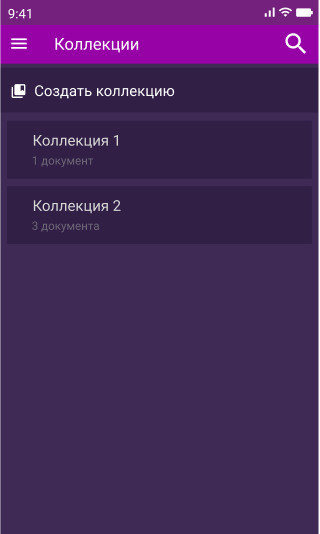 9:41
Коллекции
Создать коллекцию
Коллекция 1
1 документ
Коллекция 2
3 документа